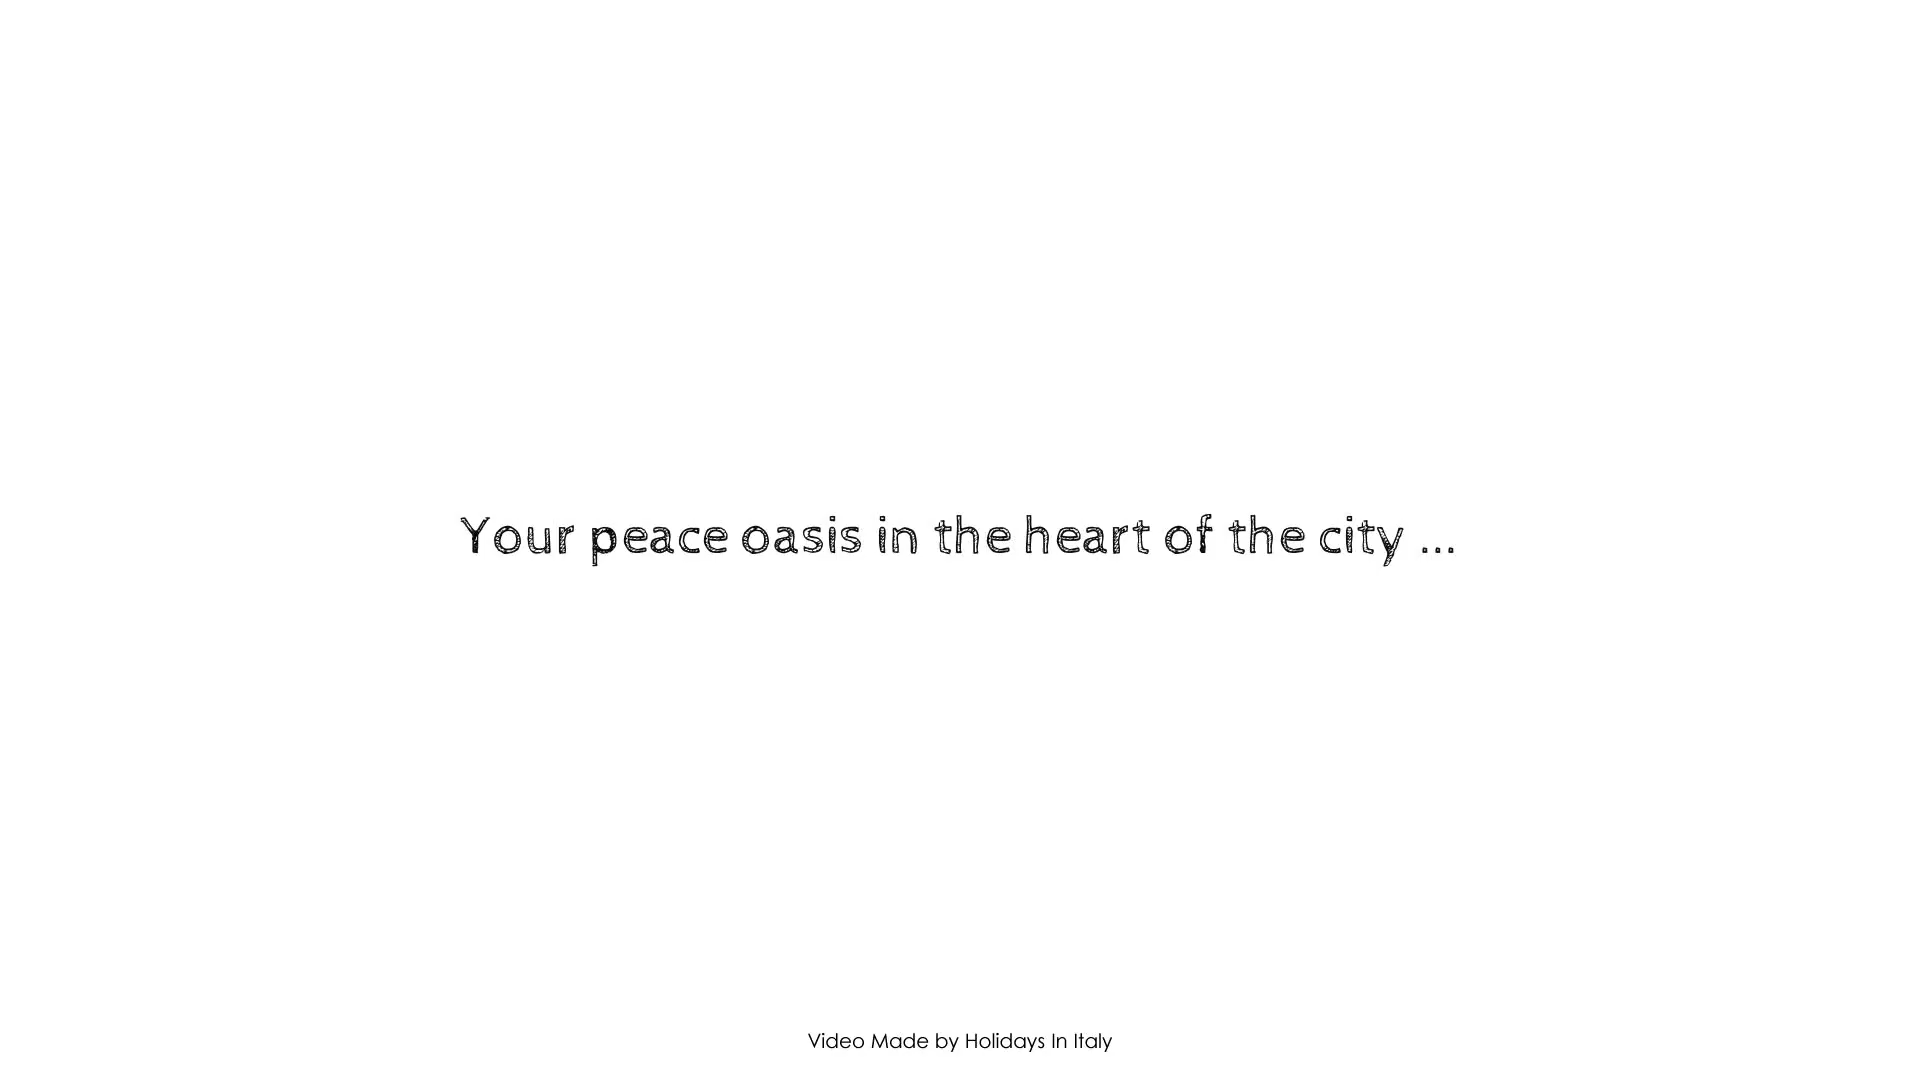 Your peace oasis in the heart of the city ...
Video Made by Holidays In Italy